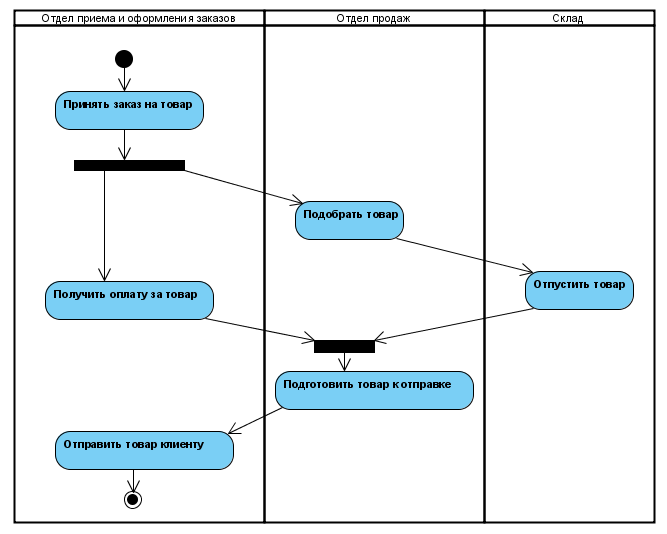 Отдел приема и оформления заказов
Отдел продаж
Склад
Принять заказ на товар
Подобрать товар
Отпустить товар
Получить оплату за товар
Подготовить товар к отправке
Отправить товар клиенту